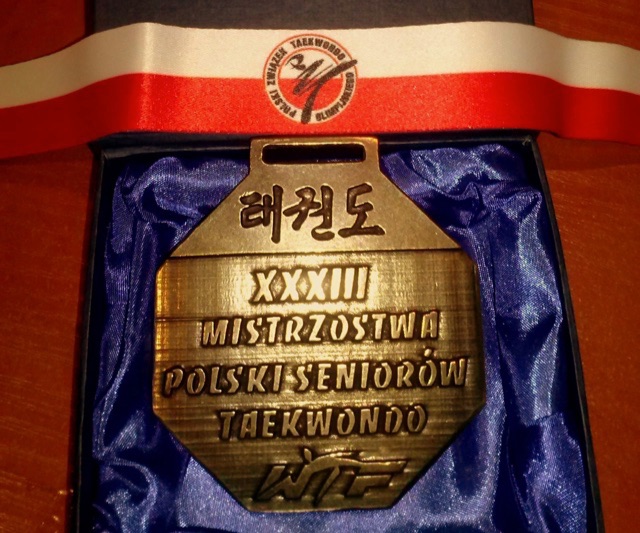 POLSKI ZWIĄZEK TAEKWONDO OLIMPIJSKIEGO
태권도
XXXIII
MISTRZOSTWA
POLSKI SENIORÓW
TAEKWONDO
WTF